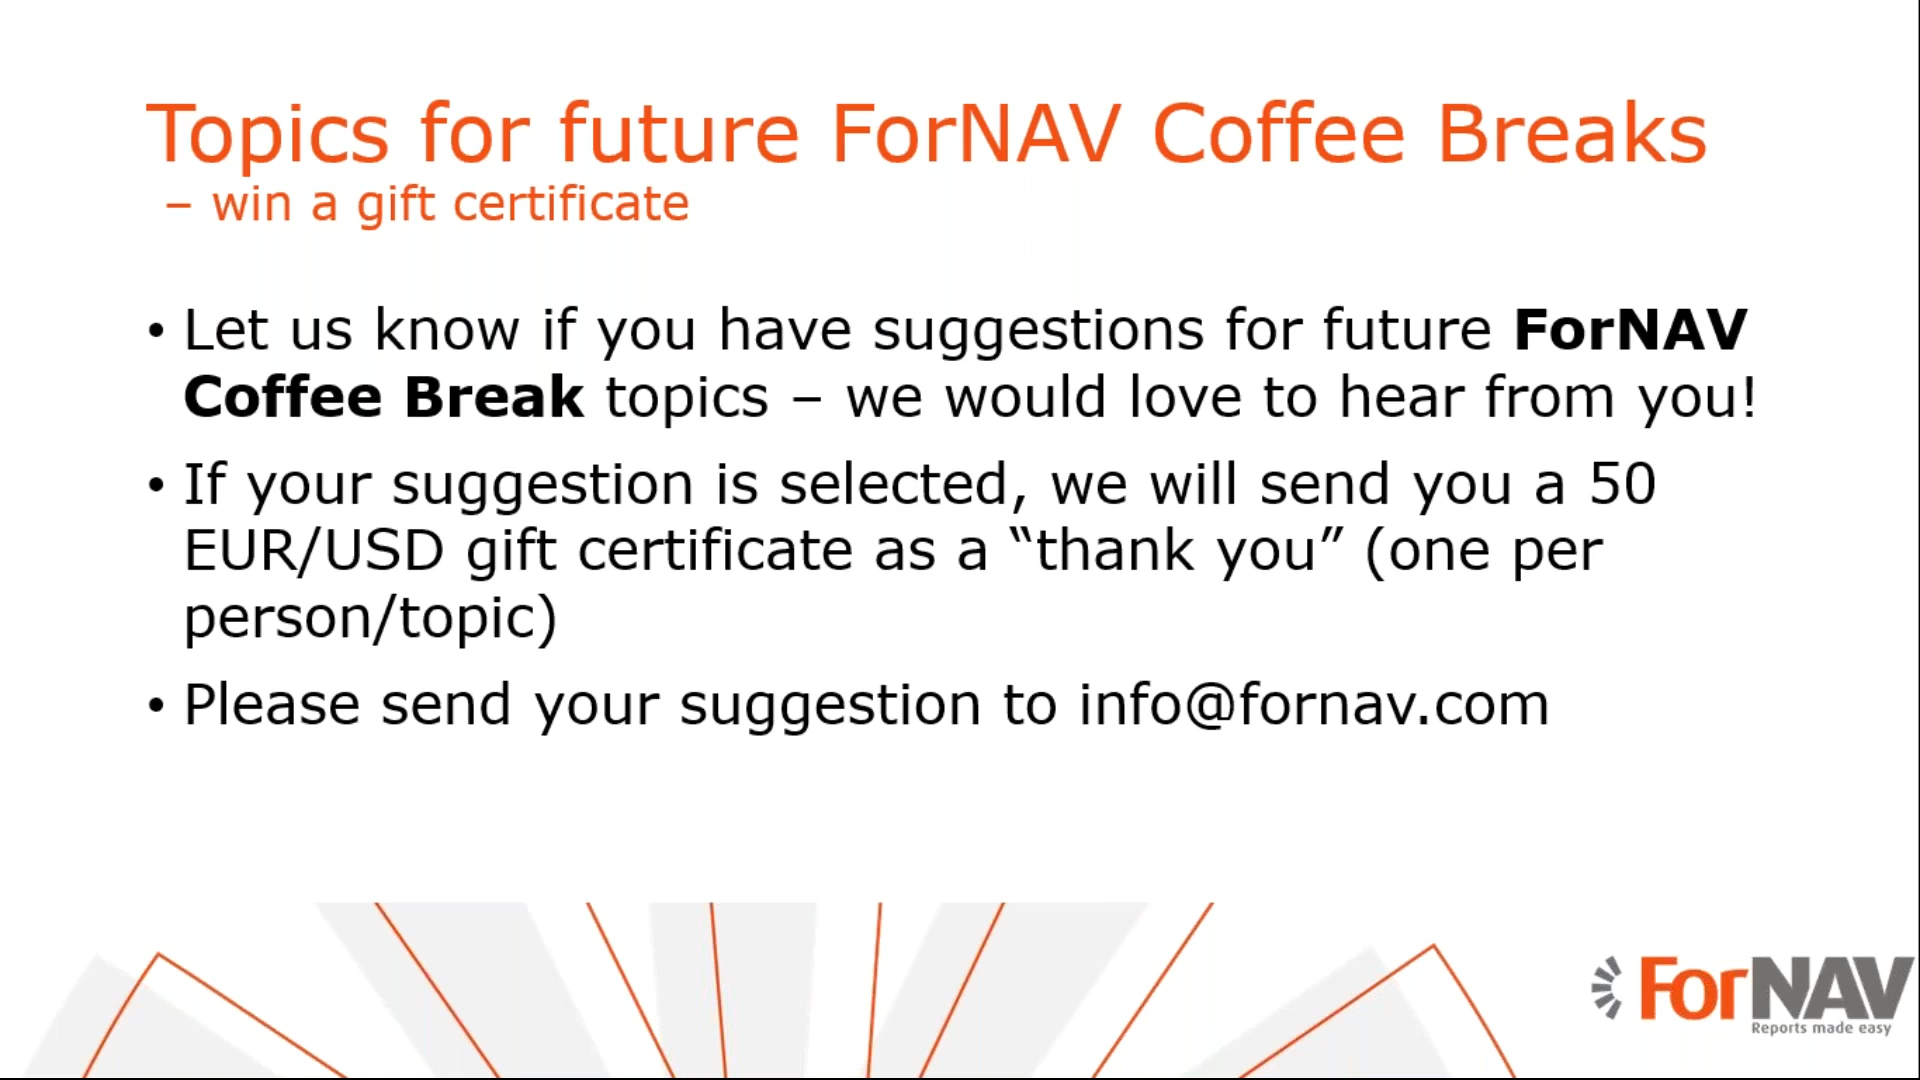 Topics for future ForNAV Coffee Breaks
– win a gift certificate
• Let us know if you have suggestions for future ForNAV
Coffee Break topics – we would love to hear from you!
• If your suggestion is selected, we will send you a 50
EUR/USD gift certificate as a “thank you” (one per
person/topic)
• Please send your suggestion to info@fornav.com
ForNAV
Reports made easy